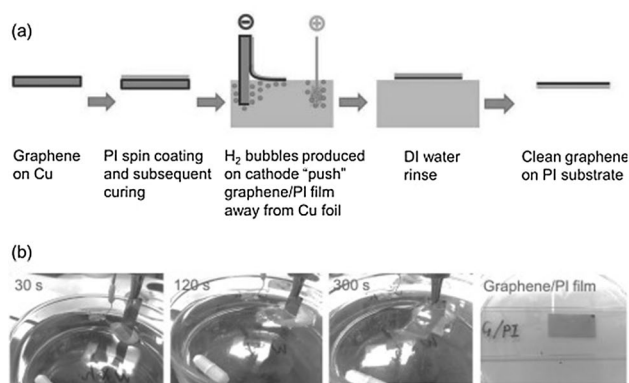 (a)
⊖
⊕
Graphene
on Cu
PI spin coating
and subsequent
curing
H₂ bubbles produced
on cathode “push”
graphene/PI film
away from Cu foil
DI water
rinse
Clean graphene
on PI substrate
(b)
30 s
120 s
300 s
Graphene/PI film
G/PI